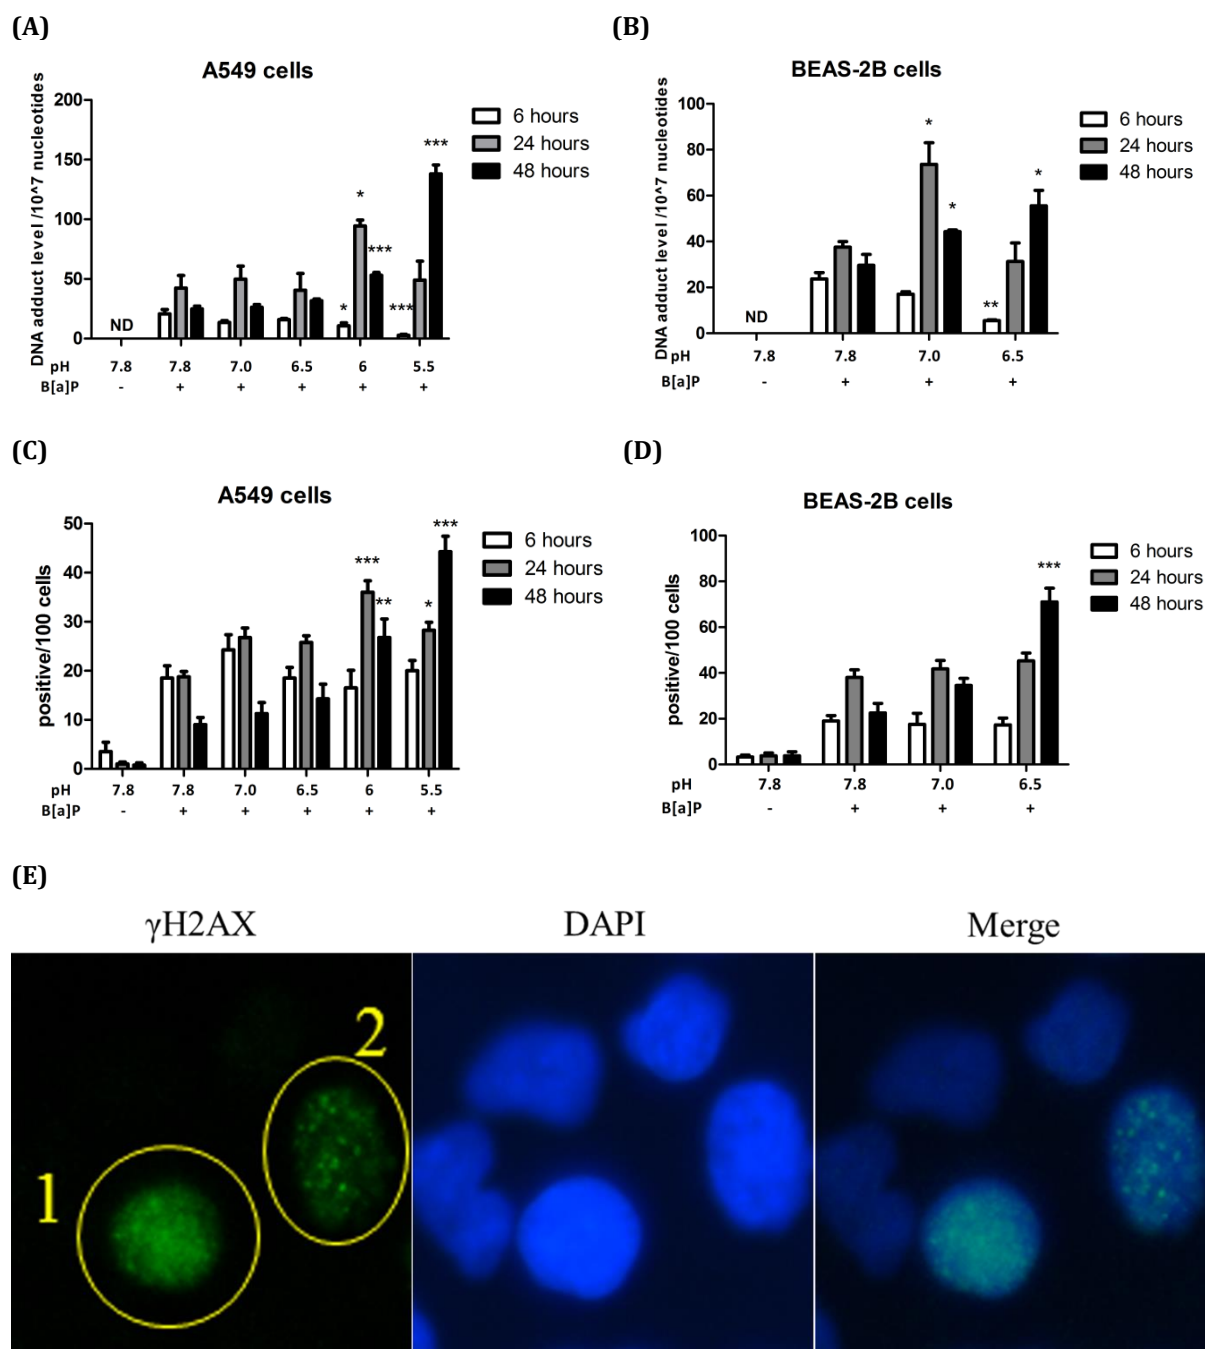 (A)
A549 cells
DNA adduct level /10^7 nucleotides
200
150
100
50
0
6 hours
24 hours
48 hours
ND
*
***
*
***
***
pH 7.8 7.8 7.0 6.5 6 5.5
B[a]P - + + + + +
(B)
BEAS-2B cells
DNA adduct level /10^7 nucleotides
100
80
60
40
20
0
6 hours
24 hours
48 hours
ND
*
*
**
*
7.8 7.8 7.0 6.5
pH
B[a]P - + + +
(C)
A549 cells
positive/100 cells
50
40
30
20
10
0
6 hours
24 hours
48 hours
***
**
*
***
pH 7.8 7.8 7.0 6.5 6 5.5
B[a]P - + + + + +
(D)
BEAS-2B cells
positive/100 cells
100
80
60
40
20
0
6 hours
24 hours
48 hours
***
pH 7.8 7.8 7.0 6.5
B[a]P - + + +
(E)
γH2AX DAPI Merge
1
2